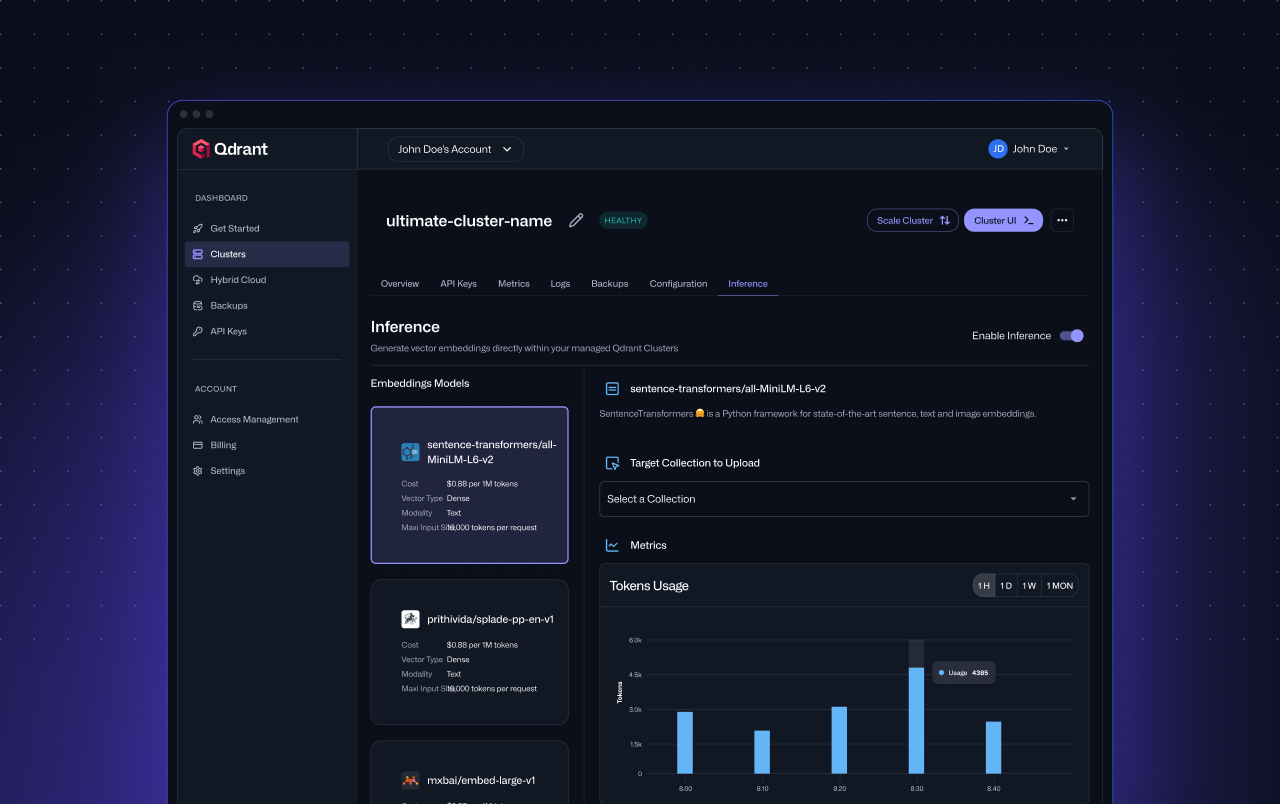 Qdrant
John Doe's Account
JD
John Doe
DASHBOARD
Get Started
Clusters
Hybrid Cloud
Backups
API Keys
ACCOUNT
Access Management
Billing
Settings
ultimate-cluster-name
HEALTHY
Scale Cluster
Cluster UI
Overview
API Keys
Metrics
Logs
Backups
Configuration
Inference
Inference
Generate vector embeddings directly within your managed Qdrant Clusters
Enable Inference
Embeddings Models
sentence-transformers/all-
MiniLM-L6-v2
Cost $0.88 per 1M tokens
Vector Type Dense
Modality Text
Maxi Input 16,000 tokens per request
prithivida/splade-pp-en-v1
Cost $0.88 per 1M tokens
Vector Type Dense
Modality Text
Maxi Input 16,000 tokens per request
mxbai/embed-large-v1
sentence-transformers/all-MiniLM-L6-v2
SentenceTransformers 🤗 is a Python framework for state-of-the-art sentence, text and image embeddings.
Target Collection to Upload
Select a Collection
Metrics
Tokens Usage
1 H
1 D
1 W
1 MON
Tokens
6.0k
4.5k
3.0k
1.5k
0
Usage 4385
8.00
8.10
8.20
8.30
8.40